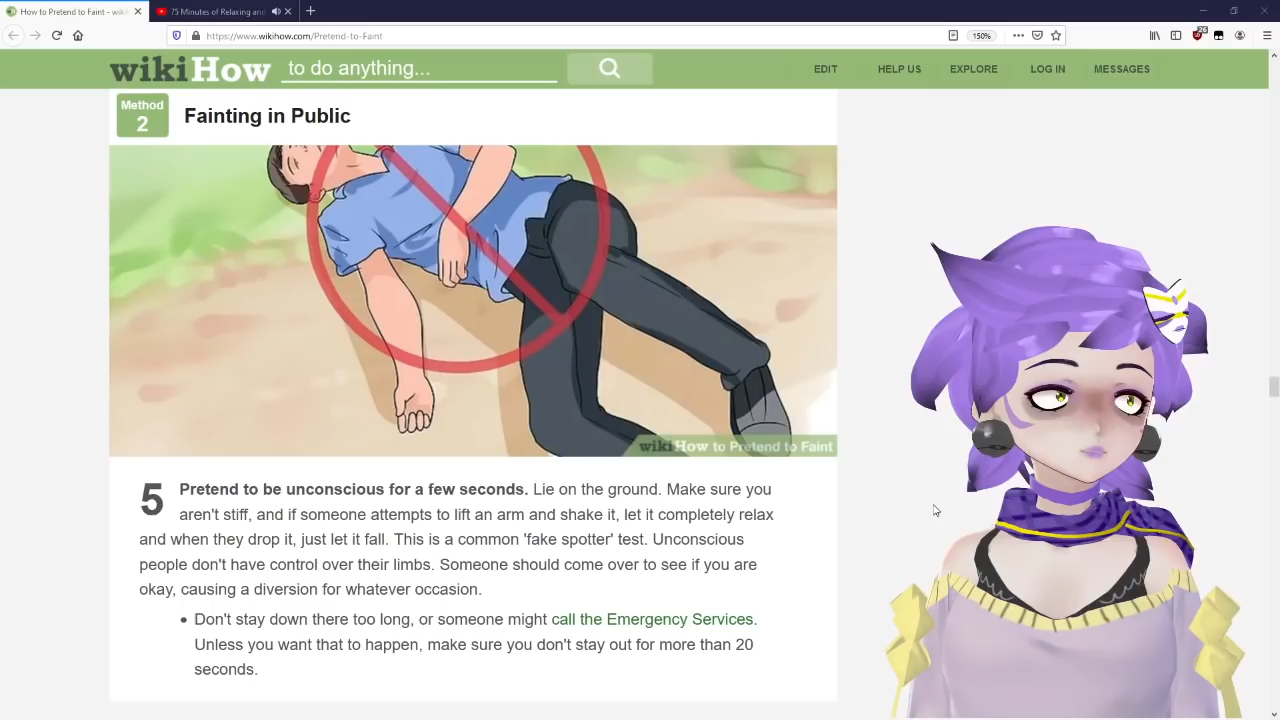 How to Pretend to Faint - wiki
75 Minutes of Relaxing and
https://www.wikihow.com/Pretend-to-Faint
150%
wikiHow to do anything...
EDIT HELP US EXPLORE LOG IN MESSAGES
Method
2
Fainting in Public
wikiHow to Pretend to Faint
5 Pretend to be unconscious for a few seconds. Lie on the ground. Make sure you
aren't stiff, and if someone attempts to lift an arm and shake it, let it completely relax
and when they drop it, just let it fall. This is a common 'fake spotter' test. Unconscious
people don't have control over their limbs. Someone should come over to see if you are
okay, causing a diversion for whatever occasion.
• Don't stay down there too long, or someone might call the Emergency Services.
Unless you want that to happen, make sure you don't stay out for more than 20
seconds.